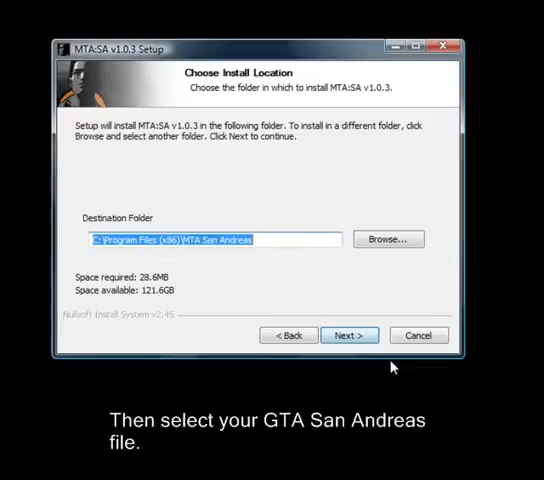 MTA:SA v1.0.3 Setup
Choose Install Location
Choose the folder in which to install MTA:SA v1.0.3.
Setup will install MTA:SA v1.0.3 in the following folder. To install in a different folder, click
Browse and select another folder. Click Next to continue.
Destination Folder
C:\Program Files (x86)\MTA San Andreas
Browse...
Space required: 28.6MB
Space available: 121.6GB
Nullsoft Install System v2.45
< Back
Next >
Cancel
Then select your GTA San Andreas
file.